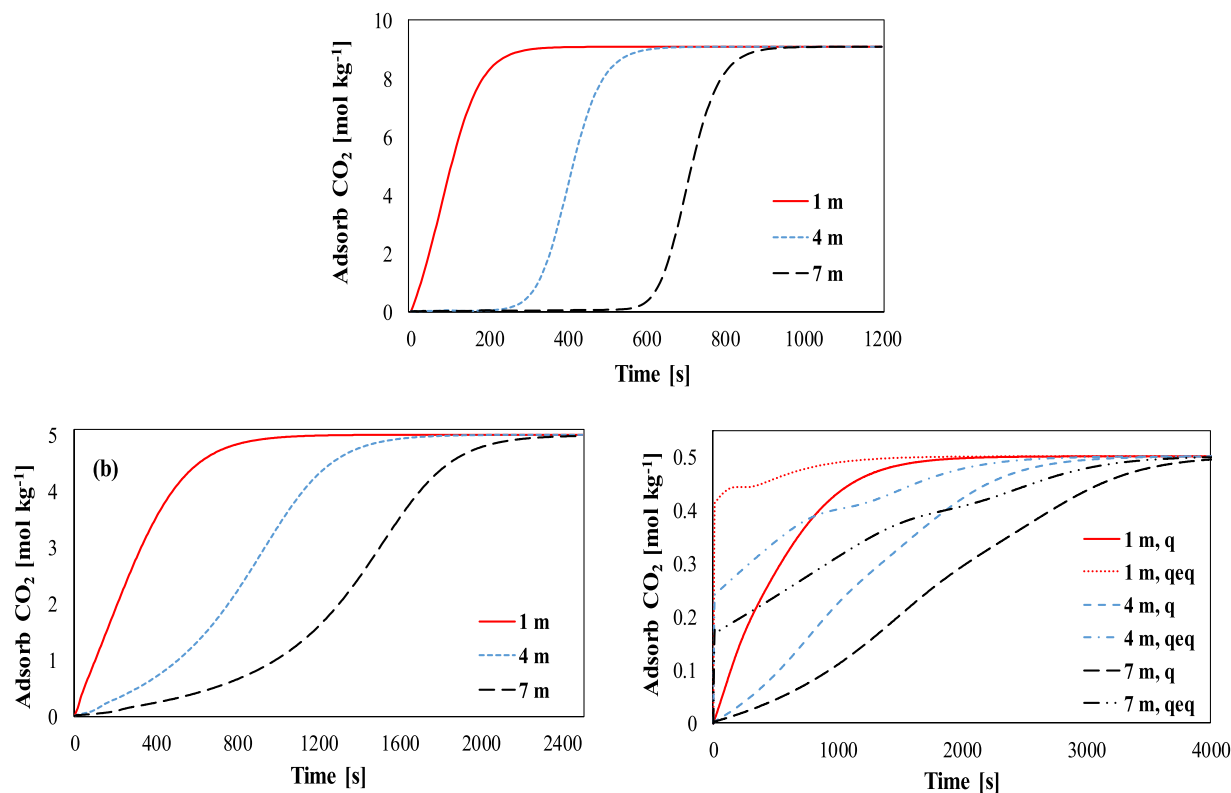 10
8
6
4
2
0
Adsorb CO₂ [mol kg⁻¹]
1 m
4 m
7 m
0 200 400 600 800 1000 1200
Time [s]
(b)
5
4
3
2
1
0
Adsorb CO₂ [mol kg⁻¹]
1 m
4 m
7 m
0 400 800 1200 1600 2000 2400
Time [s]
0.5
0.4
0.3
0.2
0.1
0
Adsorb CO₂ [mol kg⁻¹]
1 m, q
1 m, qeq
4 m, q
4 m, qeq
7 m, q
7 m, qeq
0 1000 2000 3000 4000
Time [s]